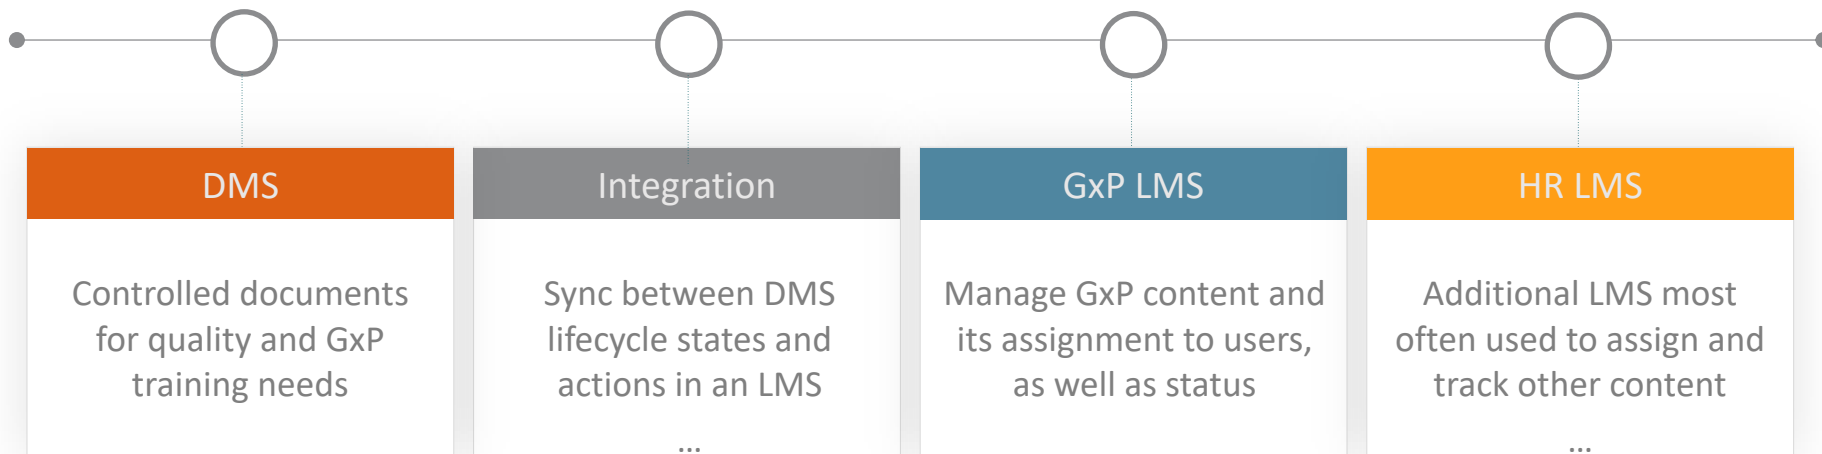 DMS
Controlled documents
for quality and GxP
training needs
Integration
Sync between DMS
lifecycle states and
actions in an LMS
...
GxP LMS
Manage GxP content and
its assignment to users,
as well as status
HR LMS
Additional LMS most
often used to assign and
track other content
...